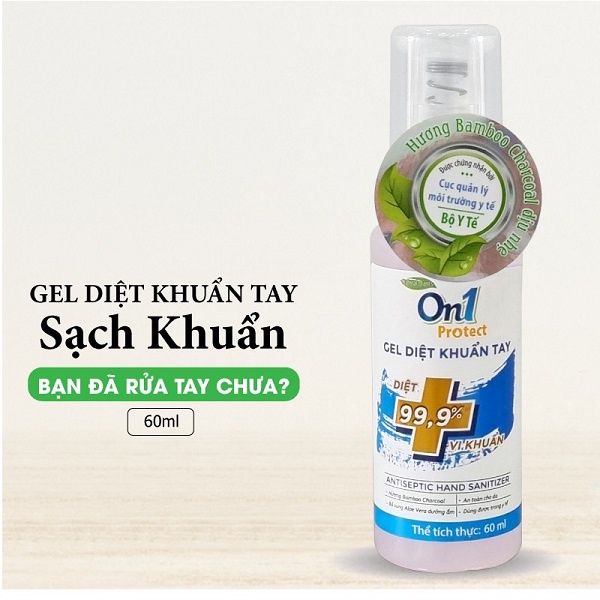 GEL DIỆT KHUẨN TAY
Sạch Khuẩn
BẠN ĐÃ RỬA TAY CHƯA?
60ml
Hương Bamboo Charcoal dịu nhẹ
Được chứng nhận bởi
Cục quản lý
môi trường y tế
Bộ Y Tế
On1
Protect
GEL DIỆT KHUẨN TAY
DIỆT
99,9%
VI.KHUẨN
ANTISEPTIC HAND SANITIZER
• Hương Bamboo Charcoal
• An toàn cho da
• Bổ sung Aloe Vera dưỡng ẩm
• Dùng được trong y tế
Thể tích thực: 60 ml